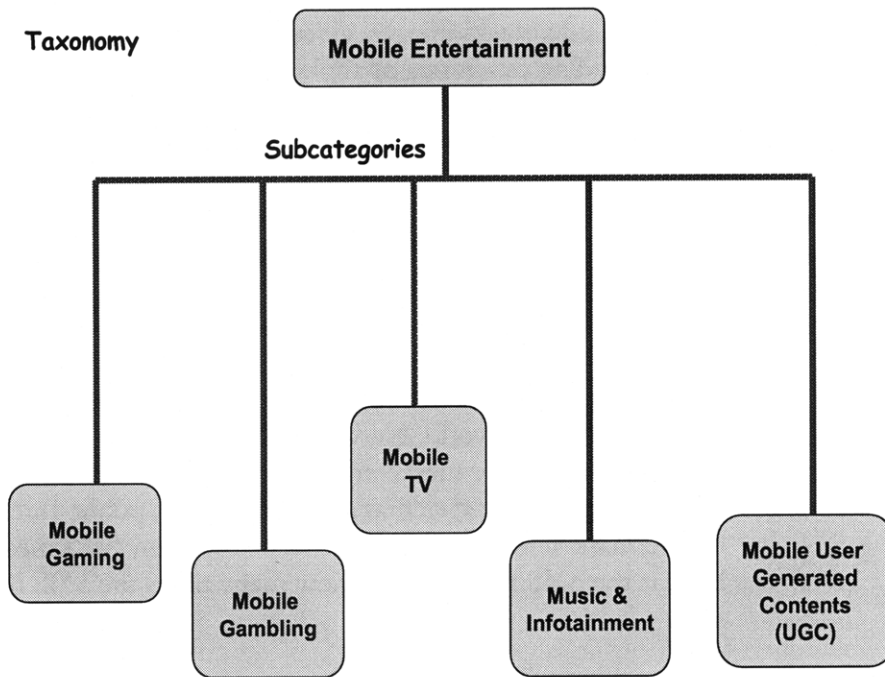 Taxonomy
Mobile Entertainment
Subcategories
Mobile
Gaming
Mobile
Gambling
Mobile
TV
Music &
Infotainment
Mobile User
Generated
Contents
(UGC)